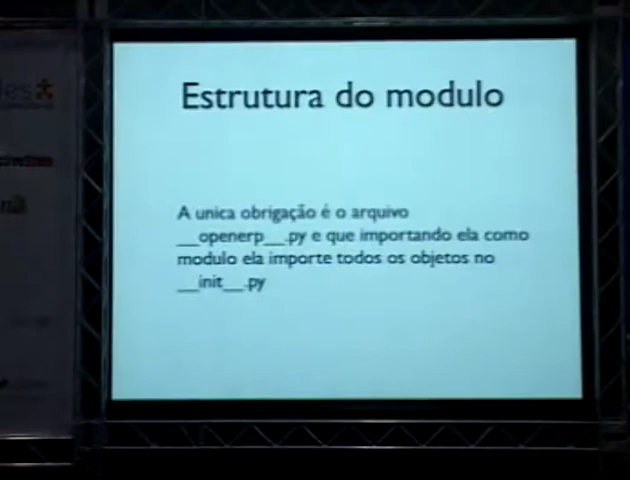 Estrutura do modulo
A unica obrigação é o arquivo
__openerp__.py e que importando ela como
modulo ela importe todos os objetos no
__init__.py